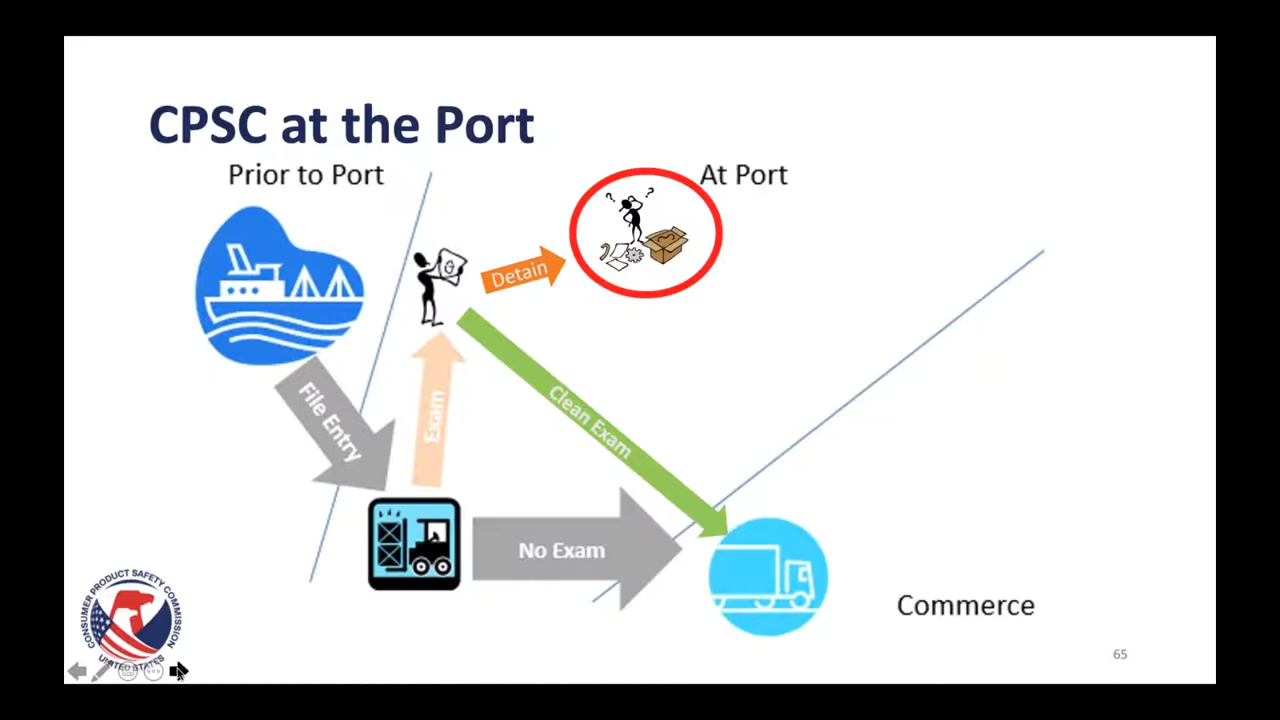 CPSC at the Port
Prior to Port
At Port
? ?
Detain
File Entry
Exam
Clean Exam
No Exam
Commerce
CONSUMER PRODUCT SAFETY COMMISSION
UNITED STATES
65